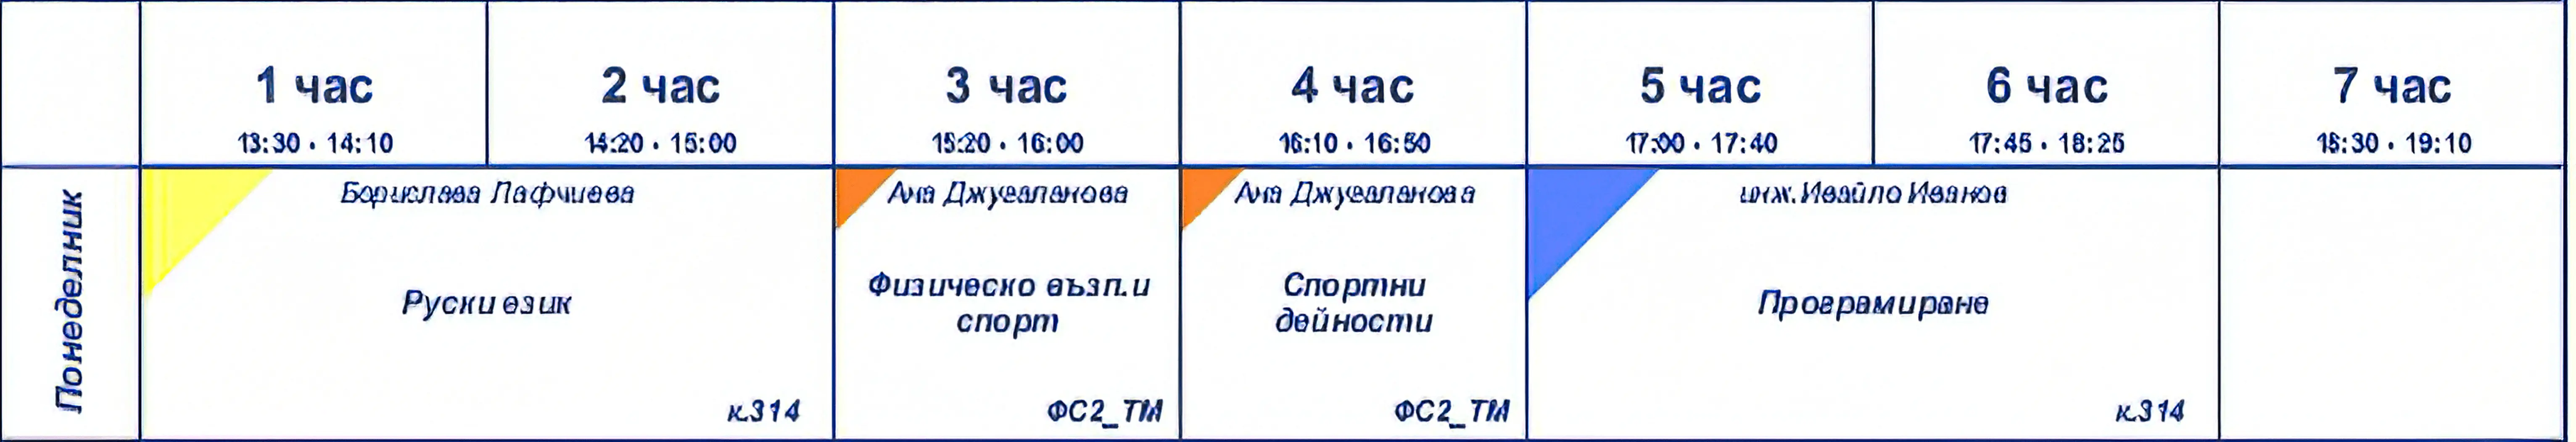 1 час
2 час
3 час
4 час
5 час
6 час
7 час
13:30 - 14:10
14:20 - 15:00
15:20 - 16:00
16:10 - 16:50
17:00 - 17:40
17:45 - 18:25
18:30 - 19:10
Понеделник
Борислава Лафчиева
Руски език
к.314
Ана
Физическо възп.и
спорт
ФС2_ТМ
Ана
Спортни
дейности
ФС2_ТМ
инж.Ивайло Иванов
Програмиране
к.314